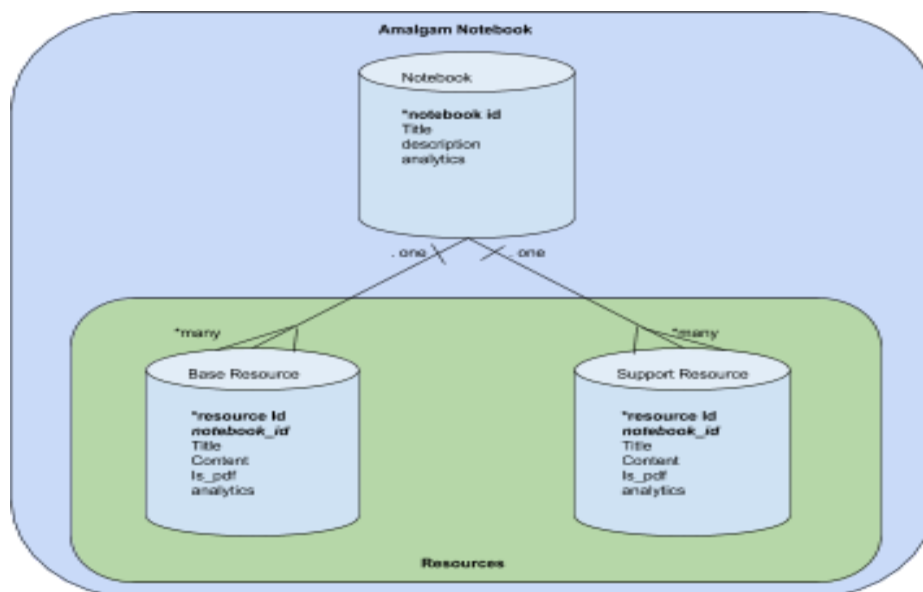 Amalgam Notebook
Notebook
*notebook id
Title
description
analytics
. one
. one
*many
*many
Base Resource
*resource Id
notebook_id
Title
Content
Is_pdf
analytics
Support Resource
*resource Id
notebook_id
Title
Content
Is_pdf
analytics
Resources